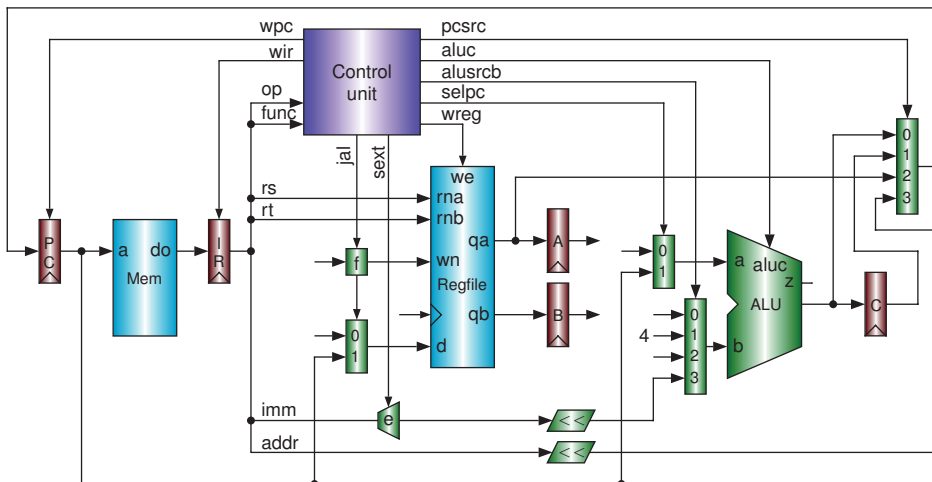 wpc
pcsrc
wir
aluc
Control
unit
alusrcb
op
selpc
func
wreg
jal
sext
0
1
2
3
we
rs
rna
rt
rnb
P
C
a
do
Mem
I
R
qa
A
f
wn
Regfile
0
1
a
aluc
z
ALU
C
qb
B
0
1
2
3
4
0
1
d
b
imm
e
<<
addr
<<